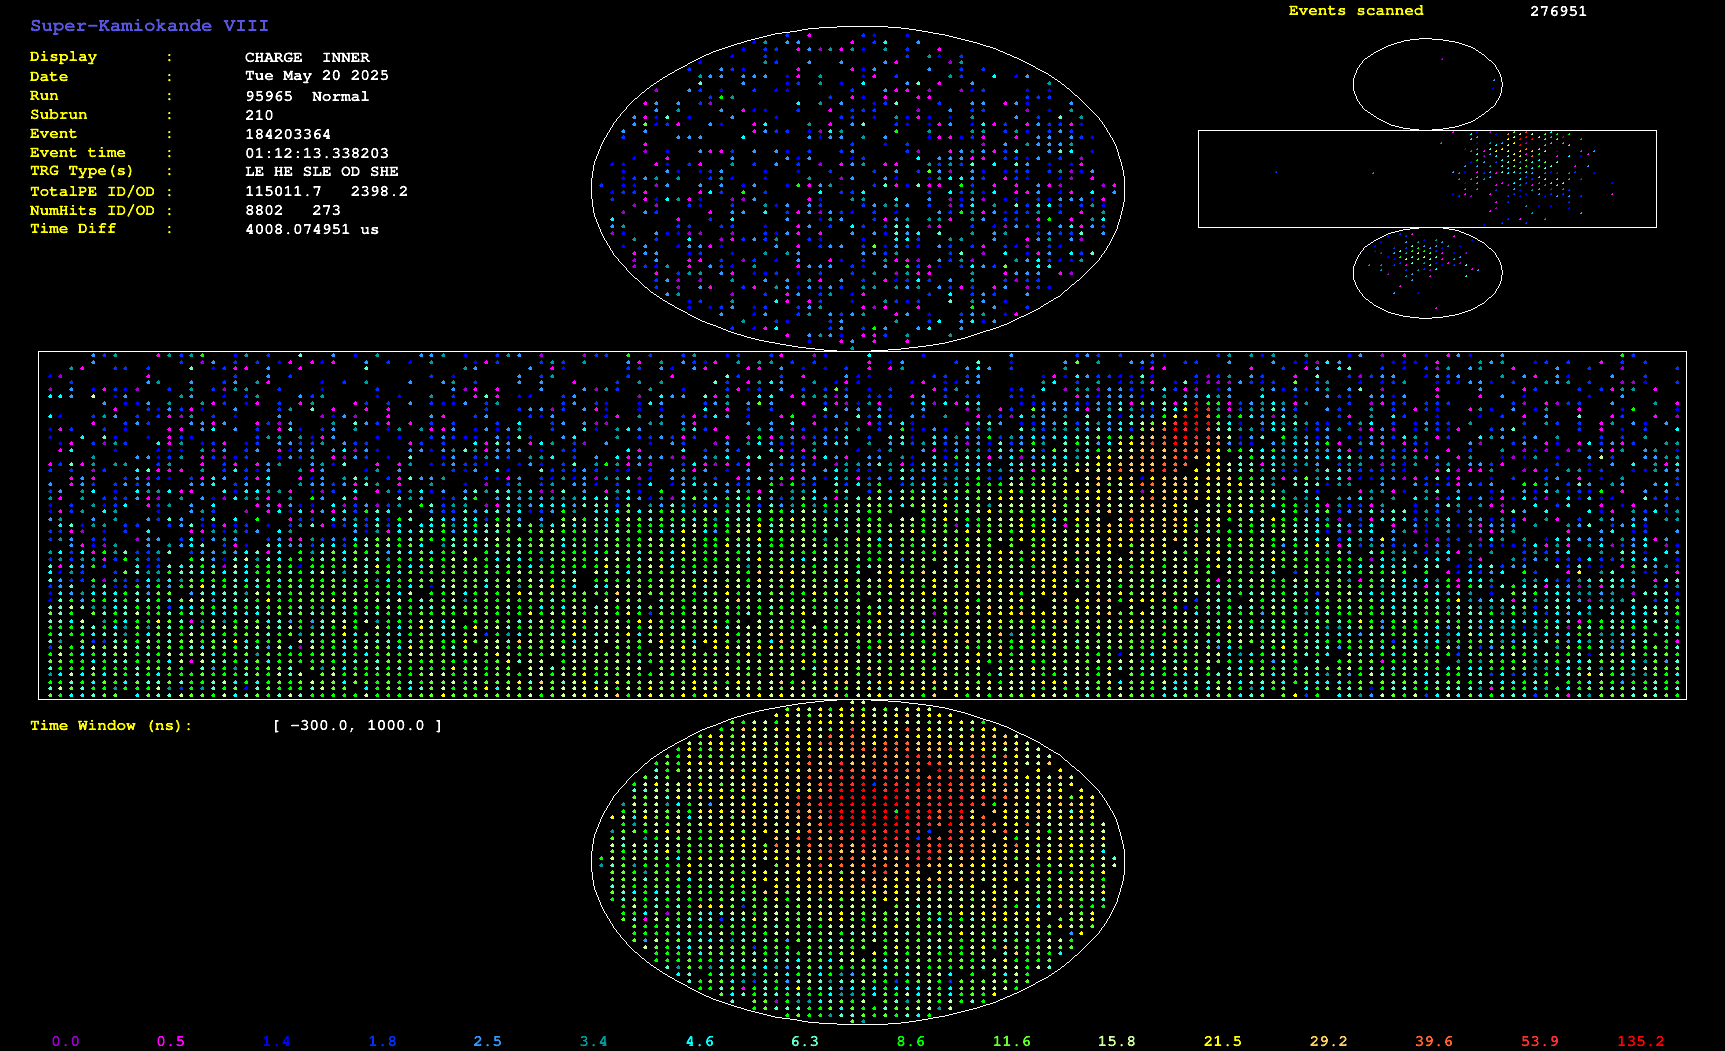 Super-Kamiokande VIII
Events scanned 276951
Display : CHARGE INNER
Date : Tue May 20 2025
Run : 95965 Normal
Subrun : 210
Event : 184203364
Event time : 01:12:13.338203
TRG Type(s) : LE HE SLE OD SHE
TotalPE ID/OD : 115011.7 2398.2
NumHits ID/OD : 8802 273
Time Diff : 4008.074951 us
Time Window (ns): [ -300.0, 1000.0 ]
0.0 0.5 1.4 1.8 2.5 3.4 4.6 6.3 8.6 11.6 15.8 21.5 29.2 39.6 53.9 135.2